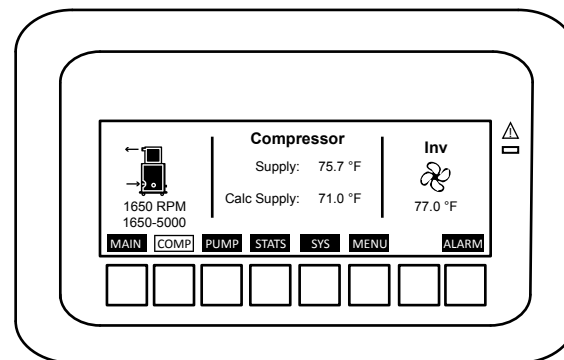 Compressor
Inv
Supply: 75.7 °F
Calc Supply: 71.0 °F
1650 RPM
1650-5000
77.0 °F
MAIN COMP PUMP STATS SYS MENU ALARM